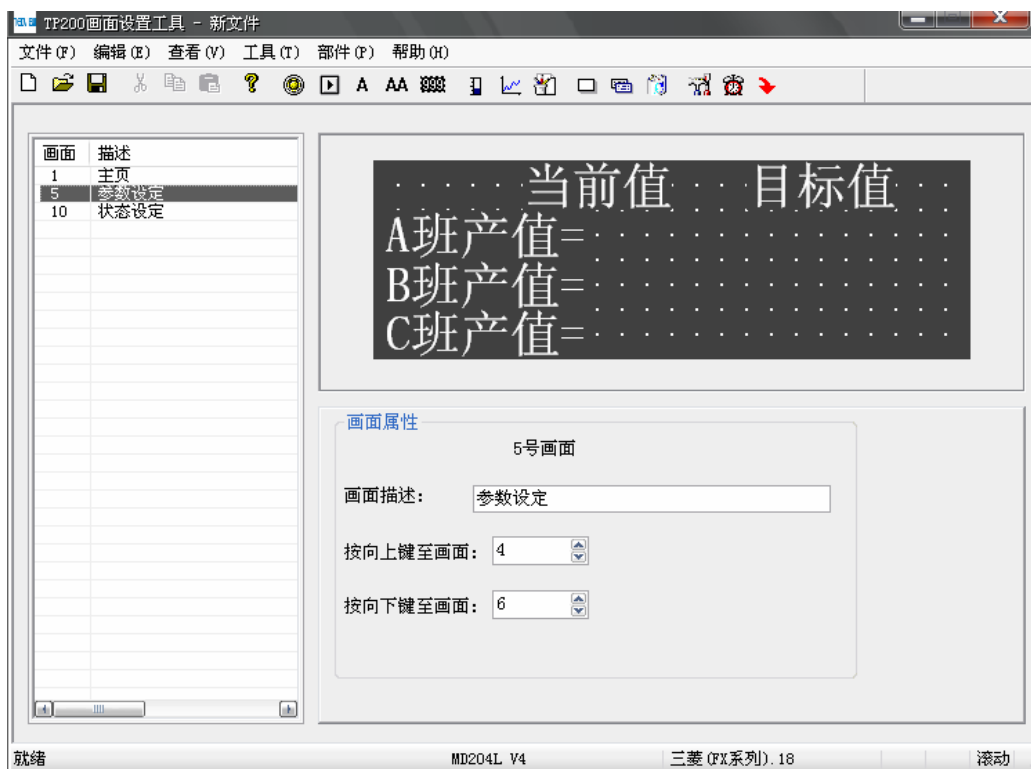 TP200画面设置工具 - 新文件
文件(F) 编辑(E) 查看(V) 工具(T) 部件(P) 帮助(H)
A AA
画面 描述
1 主页
5 参数设定
10 状态设定
当前值 目标值
A班产值=
B班产值=
C班产值=
画面属性
5号画面
画面描述: 参数设定
按向上键至画面: 4
按向下键至画面: 6
就绪 MD204L V4 三菱(FX系列).18 滚动